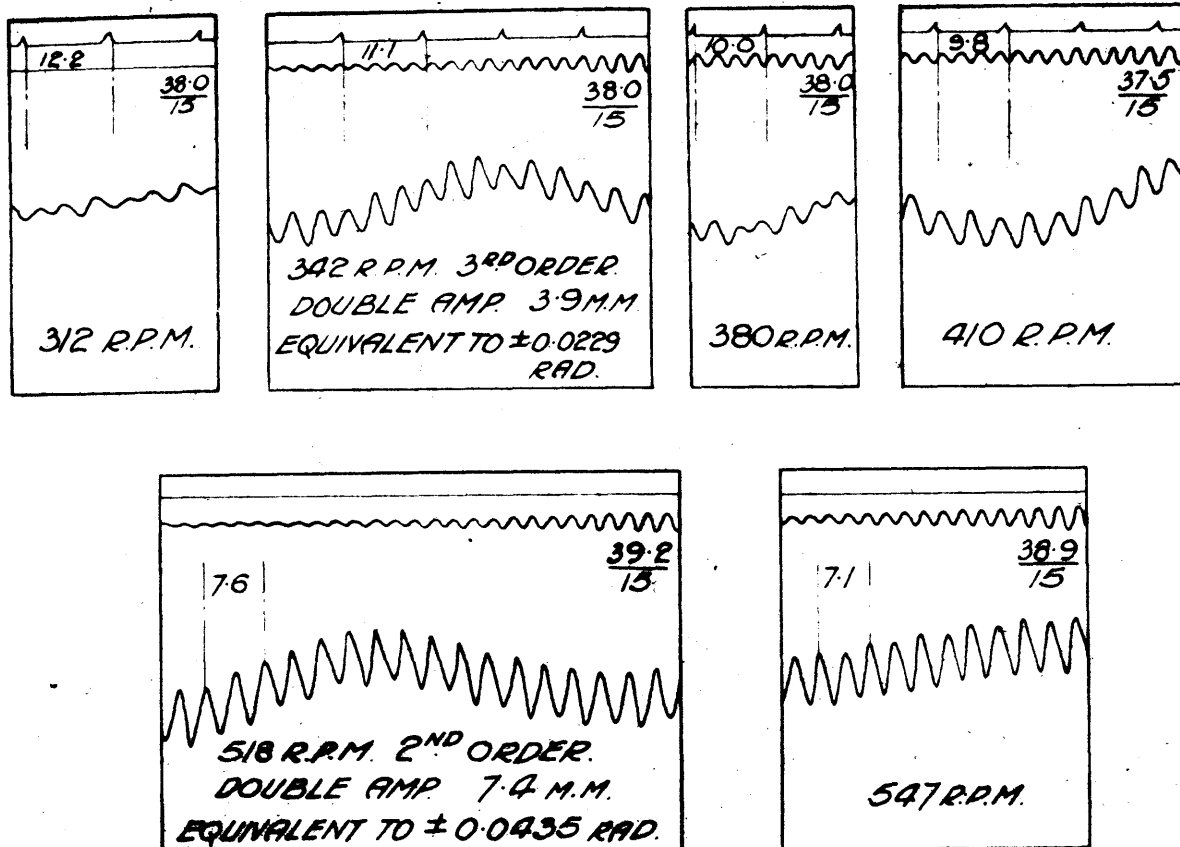 12·2
38·0
15
312 R.P.M.
11·7
38·0
15
342 R.P.M. 3RD ORDER.
DOUBLE AMP. 3·9 M.M
EQUIVALENT TO ±0·0229
RAD.
10·0
38·0
15
380 R.P.M.
9·8
37·5
15
410 R.P.M.
39·2
15
7·6
518 R.P.M. 2ND ORDER.
DOUBLE AMP 7·4 M.M.
EQUIVALENT TO ± 0·0435 RAD.
38·9
15
7·1
547 R.P.M.